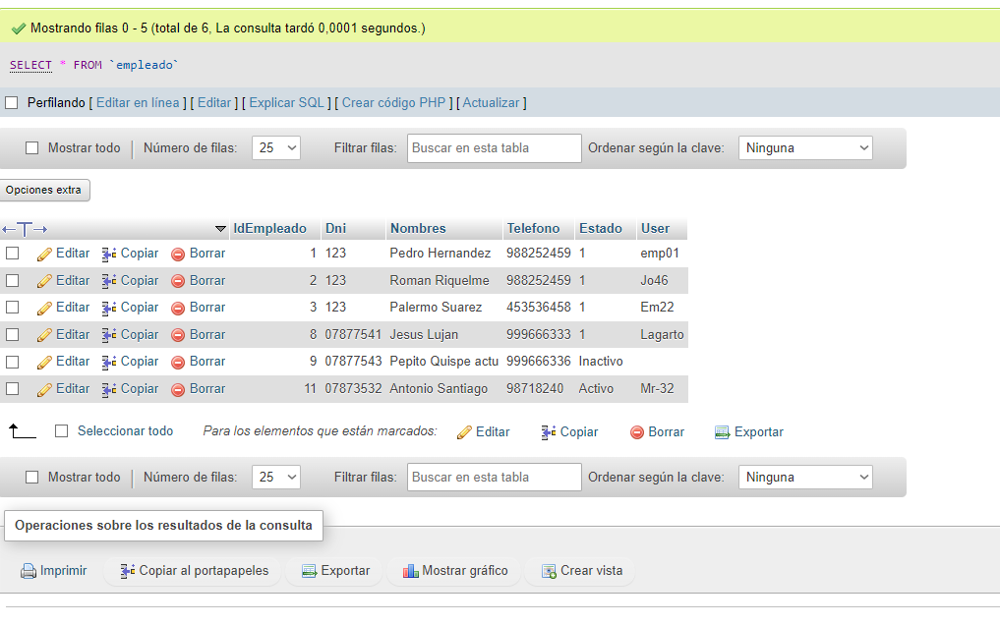 Mostrando filas 0 - 5 (total de 6, La consulta tardó 0,0001 segundos.)
SELECT * FROM `empleado`
Perfilando [ Editar en línea ] [ Editar ] [ Explicar SQL ] [ Crear código PHP ] [ Actualizar ]
Mostrar todo | Número de filas: 25 Filtrar filas: Buscar en esta tabla Ordenar según la clave: Ninguna
Opciones extra
←T→ IdEmpleado Dni Nombres Telefono Estado User
Editar Copiar Borrar 1 123 Pedro Hernandez 988252459 1 emp01
Editar Copiar Borrar 2 123 Roman Riquelme 988252459 1 Jo46
Editar Copiar Borrar 3 123 Palermo Suarez 453536458 1 Em22
Editar Copiar Borrar 8 07877541 Jesus Lujan 999666333 1 Lagarto
Editar Copiar Borrar 9 07877543 Pepito Quispe actu 999666336 Inactivo
Editar Copiar Borrar 11 07873532 Antonio Santiago 98718240 Activo Mr-32
Seleccionar todo Para los elementos que están marcados: Editar Copiar Borrar Exportar
Mostrar todo | Número de filas: 25 Filtrar filas: Buscar en esta tabla Ordenar según la clave: Ninguna
Operaciones sobre los resultados de la consulta
Imprimir Copiar al portapapeles Exportar Mostrar gráfico Crear vista